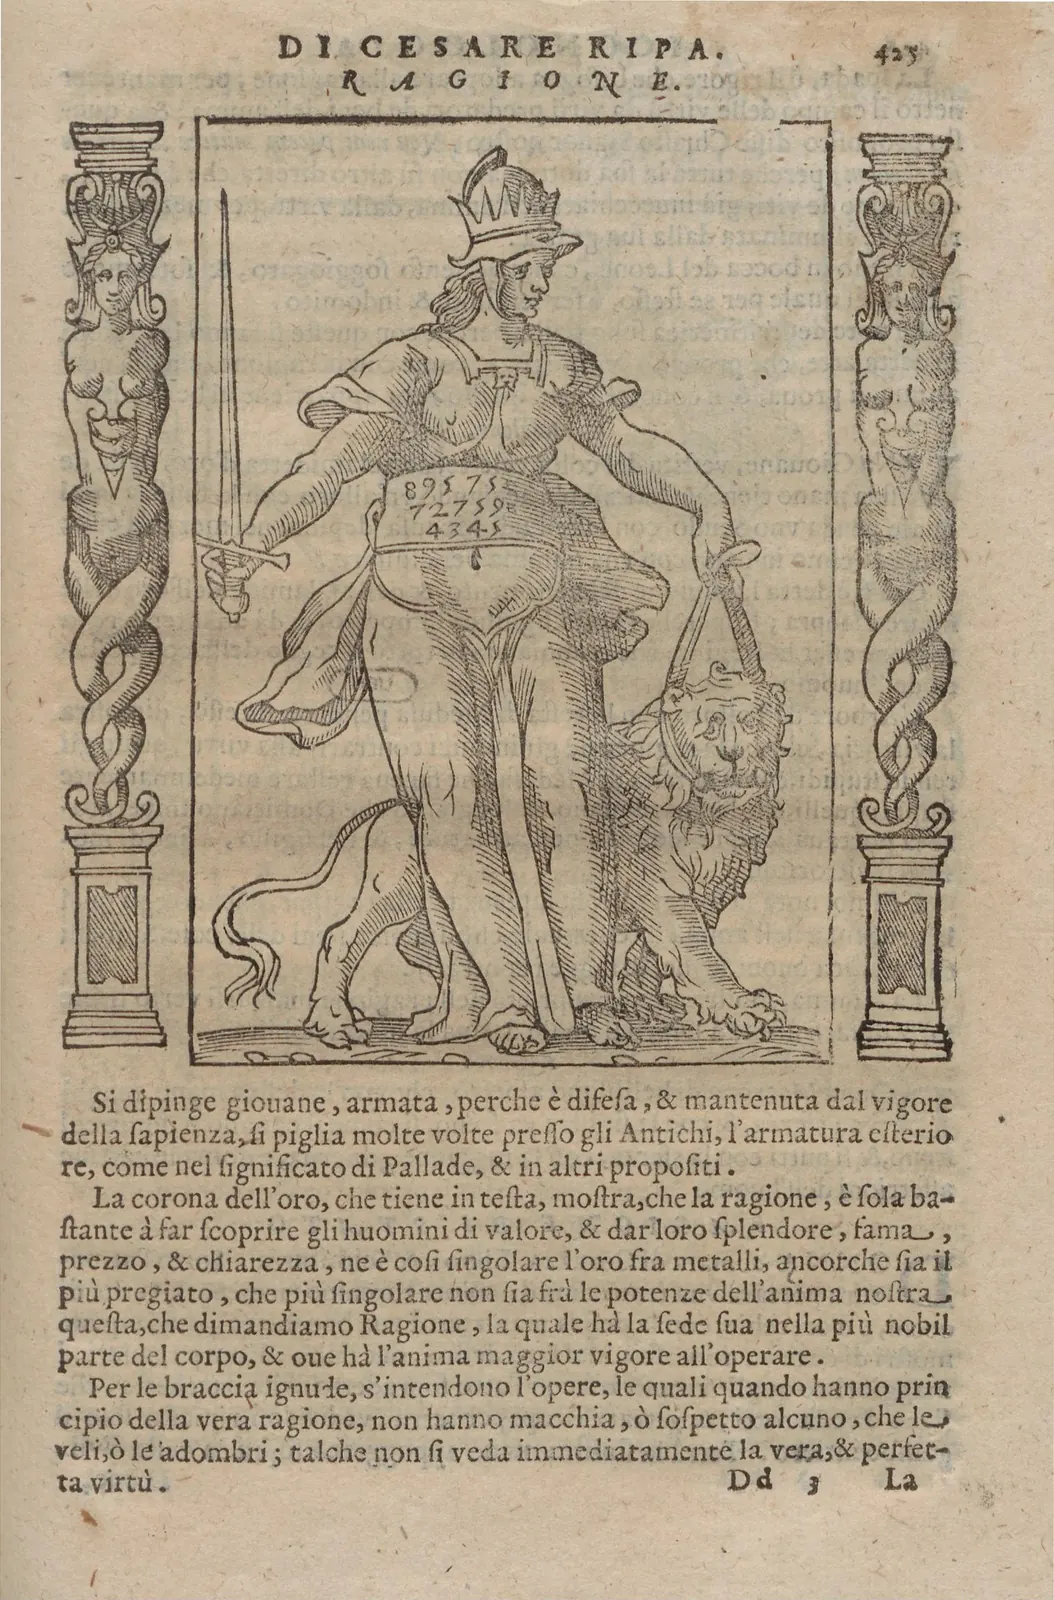 DI CESARE RIPA. 425
RAGIONE.
89575
72759
4345
Si dipinge giouane, armata, perche è difeſa, & mantenuta dal vigore
della ſapienza, ſi piglia molte volte preſſo gli Antichi, l'armatura eſterio
re, come nel ſignificato di Pallade, & in altri propoſiti.
La corona dell'oro, che tiene in teſta, moſtra, che la ragione, è ſola ba-
ſtante à far ſcoprire gli huomini di valore, & dar loro ſplendore, fama,
prezzo, & chiarezza, ne è coſi ſingolare l'oro fra metalli, ancorche ſia il
più pregiato, che più ſingolare non ſia frà le potenze dell'anima noſtra
queſta, che dimandiamo Ragione, la quale hà la ſede ſua nella più nobil
parte del corpo, & oue hà l'anima maggior vigore all'operare.
Per le braccia ignude, s'intendono l'opere, le quali quando hanno prin
cipio della vera ragione, non hanno macchia, ò ſoſpetto alcuno, che le
veli, ò le adombri; talche non ſi veda immediatamente la vera, & perfet-
ta virtù.
Dd 3 La